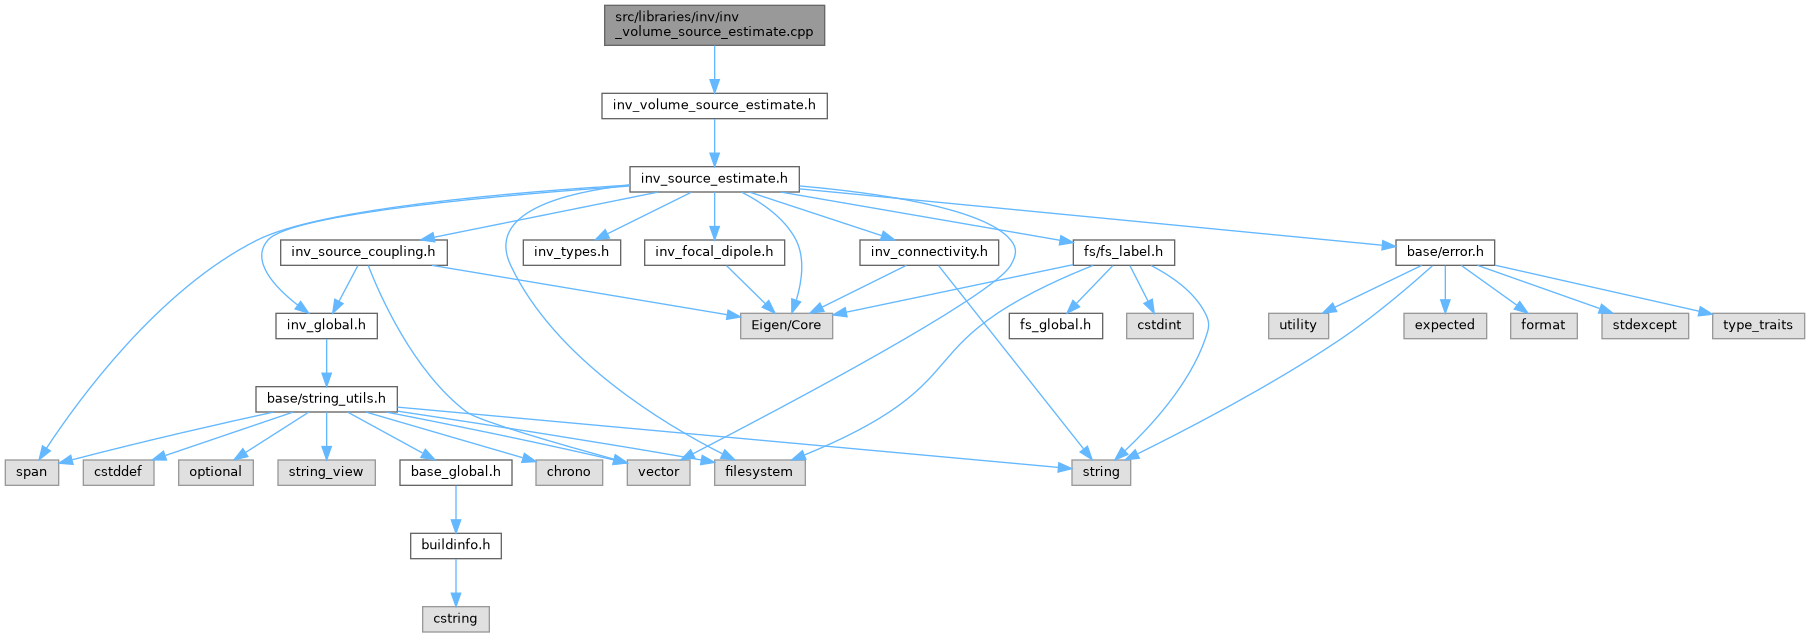 src/libraries/inv/inv
_volume_source_estimate.cpp
inv_volume_source_estimate.h
inv_source_estimate.h
inv_source_coupling.h
inv_types.h
inv_focal_dipole.h
inv_connectivity.h
fs/fs_label.h
base/error.h
inv_global.h
Eigen/Core
fs_global.h
cstdint
utility
expected
format
stdexcept
type_traits
base/string_utils.h
span
cstddef
optional
string_view
base_global.h
chrono
vector
filesystem
string
buildinfo.h
cstring